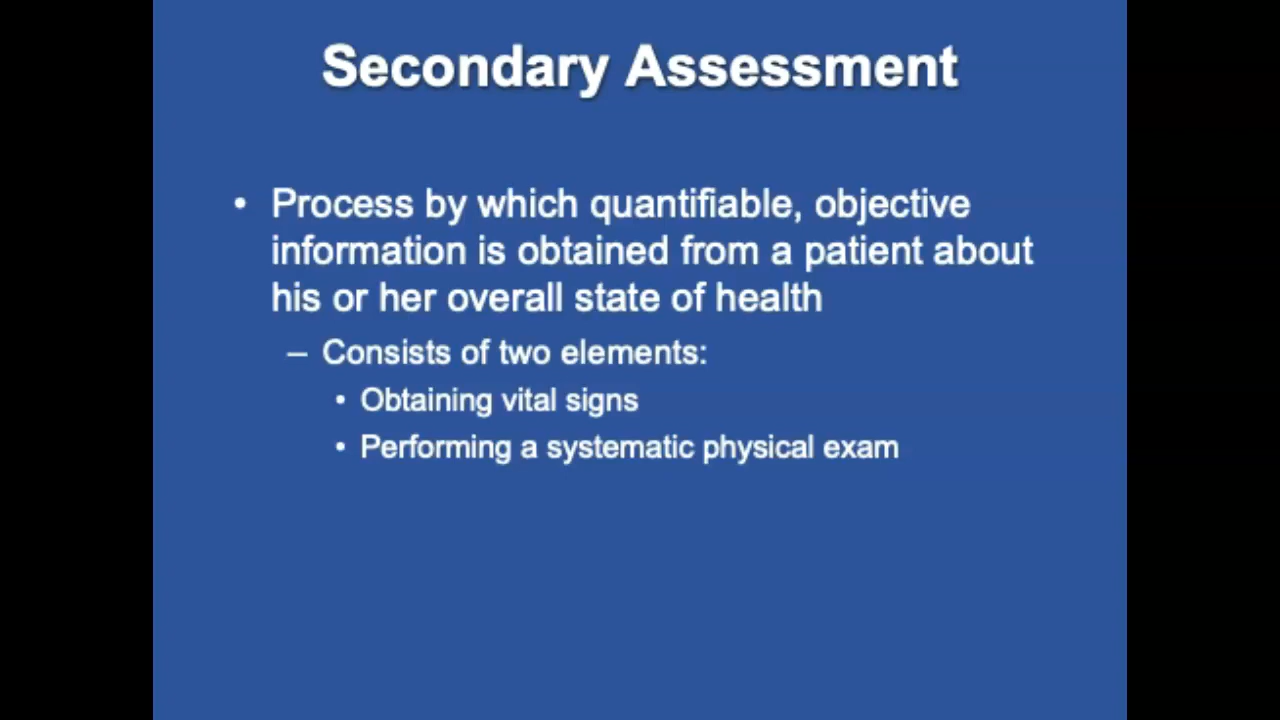 Secondary Assessment
• Process by which quantifiable, objective
information is obtained from a patient about
his or her overall state of health
– Consists of two elements:
• Obtaining vital signs
• Performing a systematic physical exam